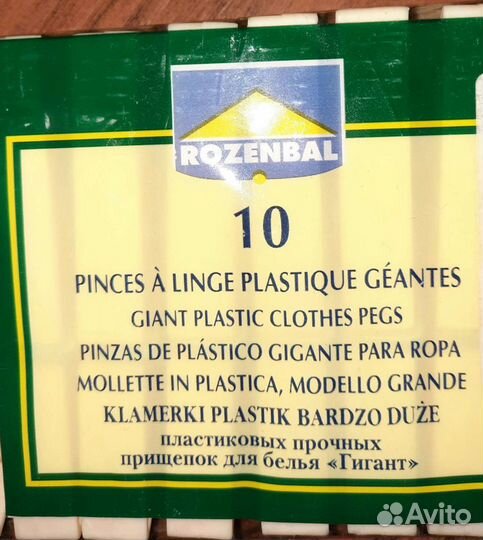 ROZENBAL
10
PINCES À LINGE PLASTIQUE GÉANTES
GIANT PLASTIC CLOTHES PEGS
PINZAS DE PLÁSTICO GIGANTE PARA ROPA
MOLLETTE IN PLASTICA, MODELLO GRANDE
KLAMERKI PLASTIK BARDZO DUŻE
пластиковых прочных
прищепок для белья «Гигант»
Avito